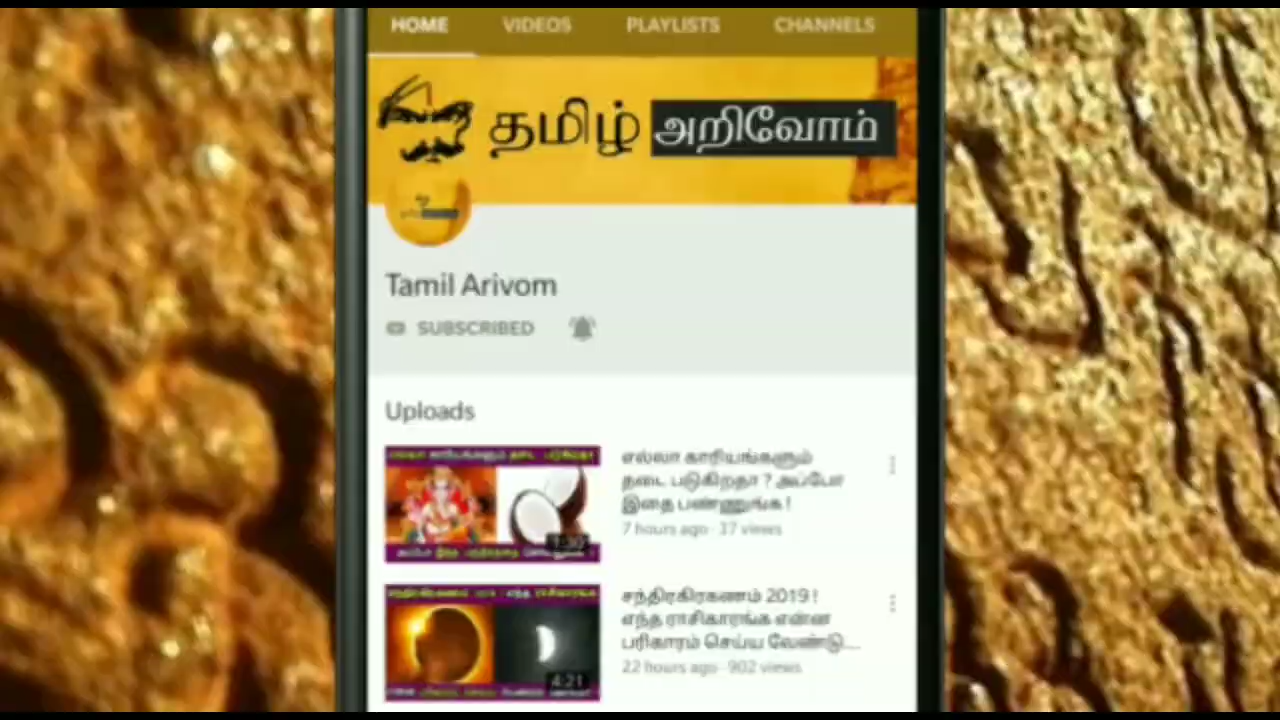 HOME VIDEOS PLAYLISTS CHANNELS
தமிழ் அறிவோம்
Tamil Arivom
SUBSCRIBED
Uploads
எல்லா காரியங்களும்
தடை படுகிறதா ? அப்போ
இதை பண்ணுங்க !
7 hours ago · 37 views
சந்திரகிரகணம் 2019 !
எந்த ராசிகாரங்க என்ன
பரிகாரம் செய்ய வேண்டு...
22 hours ago · 902 views
4:21